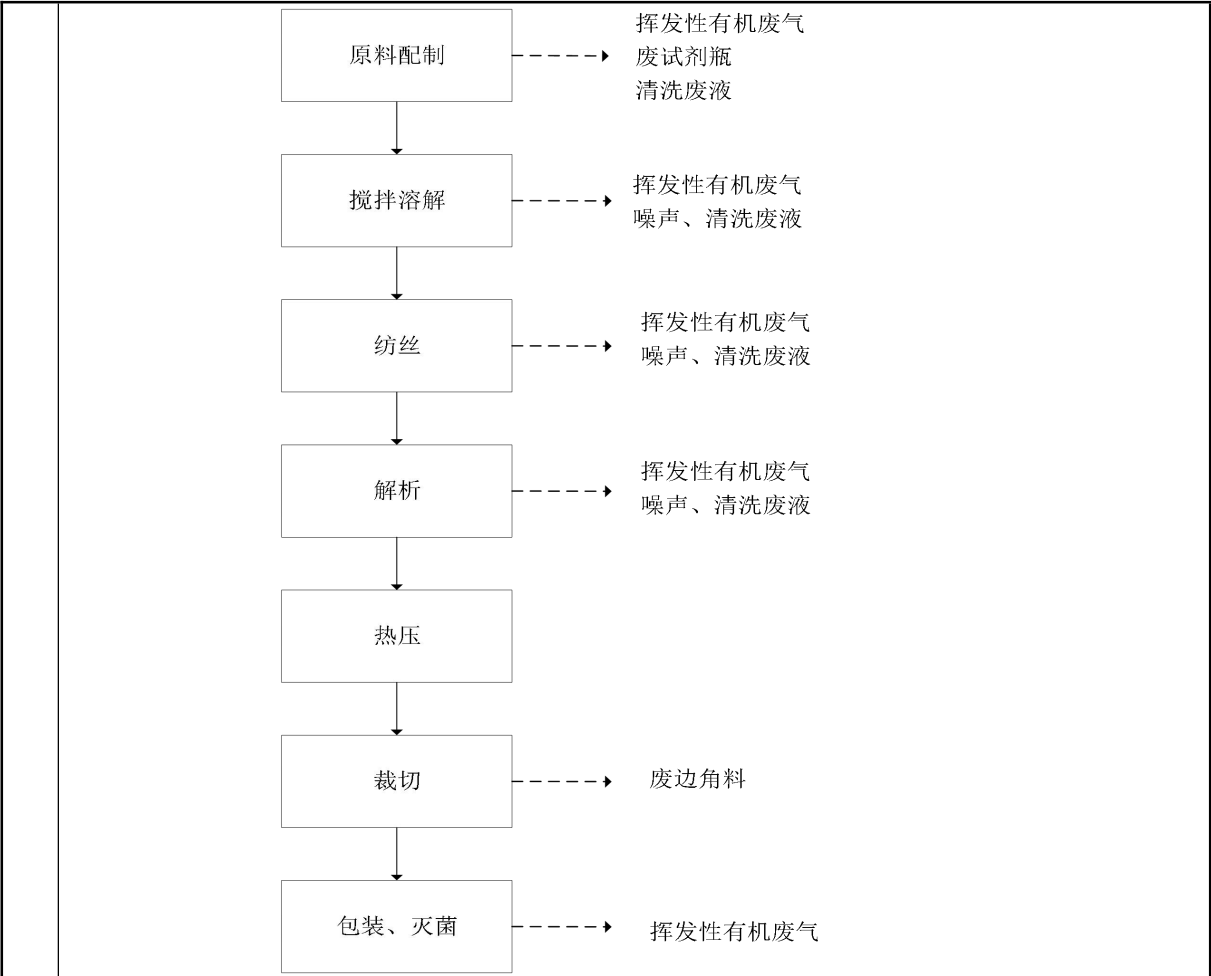 原料配制
挥发性有机废气
废试剂瓶
清洗废液
搅拌溶解
挥发性有机废气
噪声、清洗废液
纺丝
挥发性有机废气
噪声、清洗废液
解析
挥发性有机废气
噪声、清洗废液
热压
裁切
废边角料
包装、灭菌
挥发性有机废气